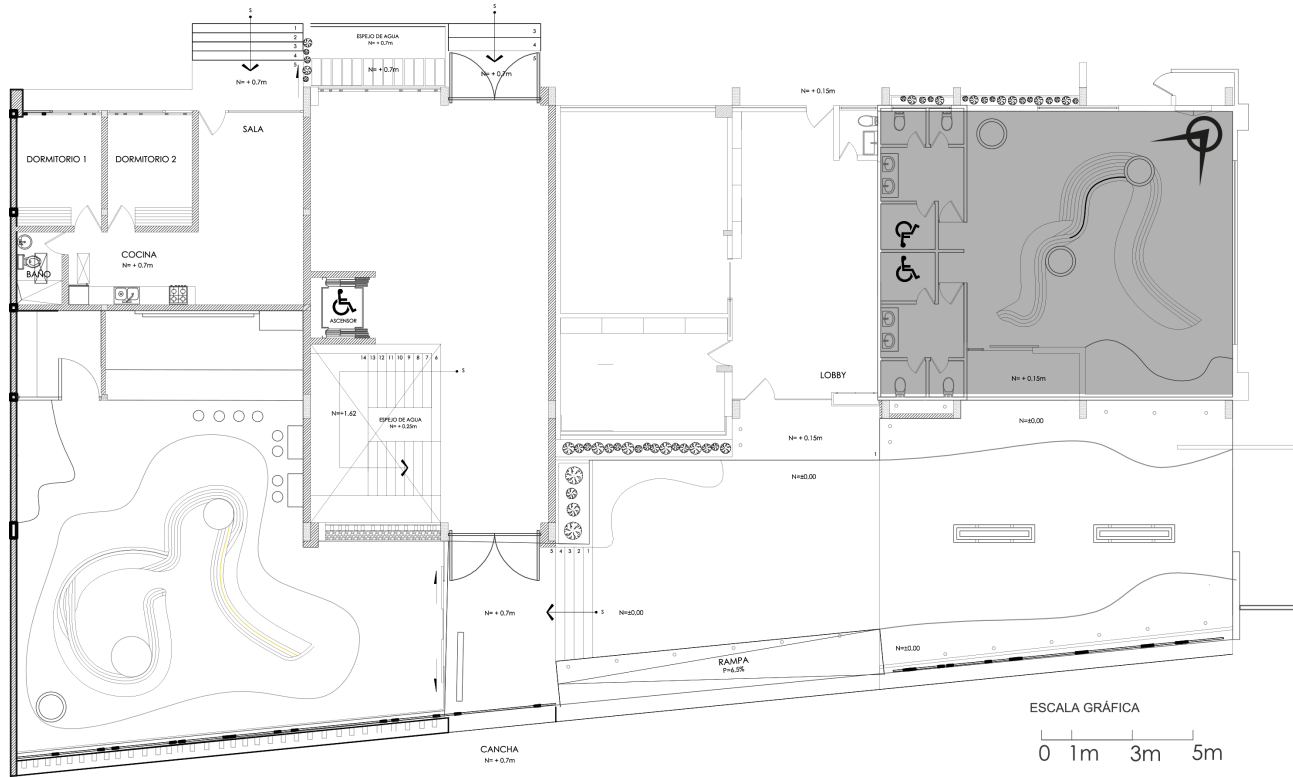 S
S
1
2
3
4
5
N= + 0.7m
ESPEJO DE AGUA
N= + 0.7m
N= + 0.7m
3
4
5
N= + 0.7m
N= + 0.15m
SALA
DORMITORIO 1
DORMITORIO 2
COCINA
N= + 0.7m
BAÑO
ASCENSOR
14 13 12 11 10 9 8 7 6
S
N=+1.62
ESPEJO DE AGUA
N= + 0.25m
LOBBY
N= + 0.15m
N=±0,00
N= + 0.15m
1
N=±0,00
5 4 3 2 1
N= + 0.7m
S
N=±0,00
N=±0,00
RAMPA
P=6,5%
CANCHA
N= + 0.7m
ESCALA GRÁFICA
0 1m 3m 5m